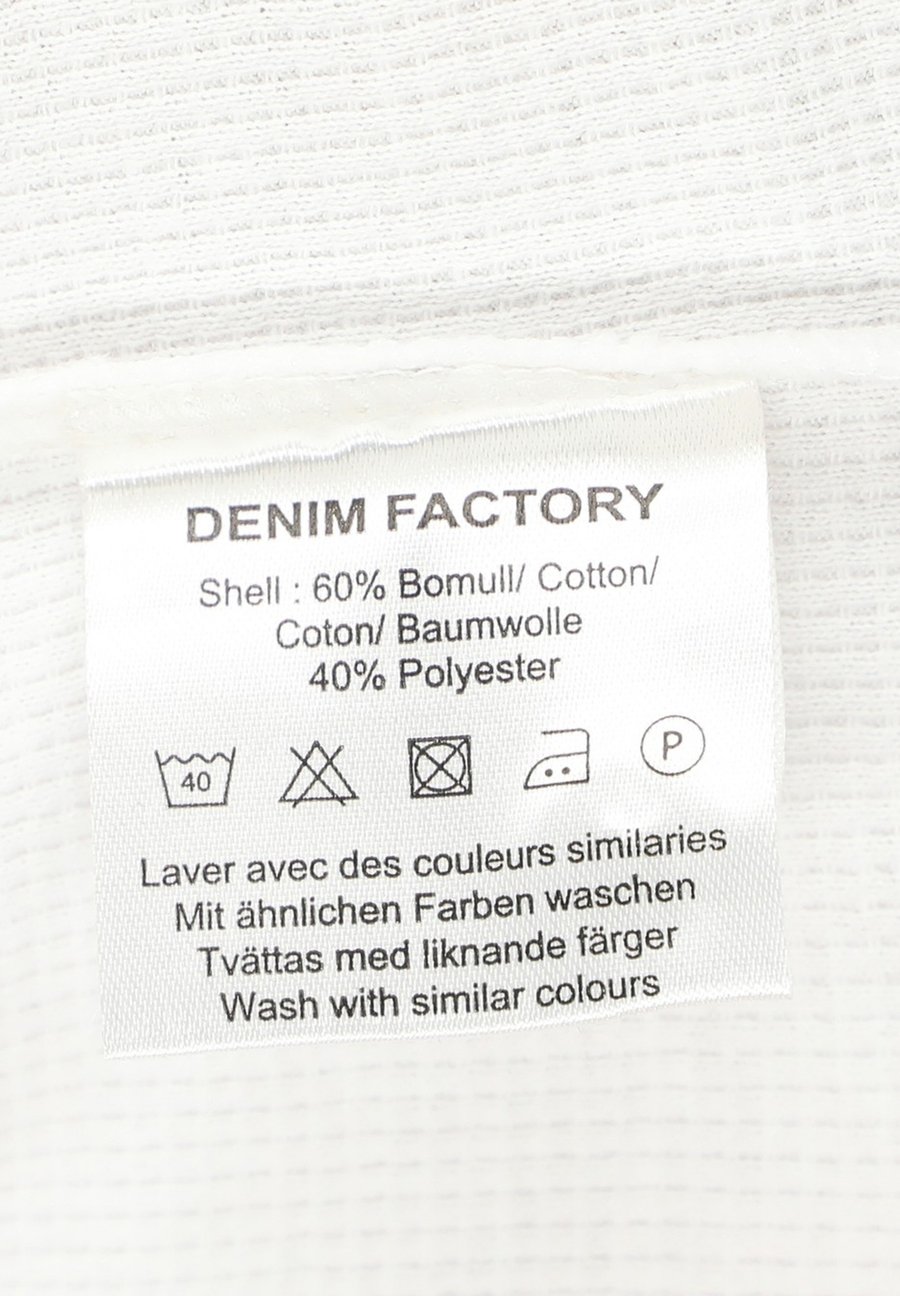 DENIM FACTORY
Shell : 60% Bomull/ Cotton/
Coton/ Baumwolle
40% Polyester
40 P
Laver avec des couleurs similaries
Mit ähnlichen Farben waschen
Tvättas med liknande färger
Wash with similar colours